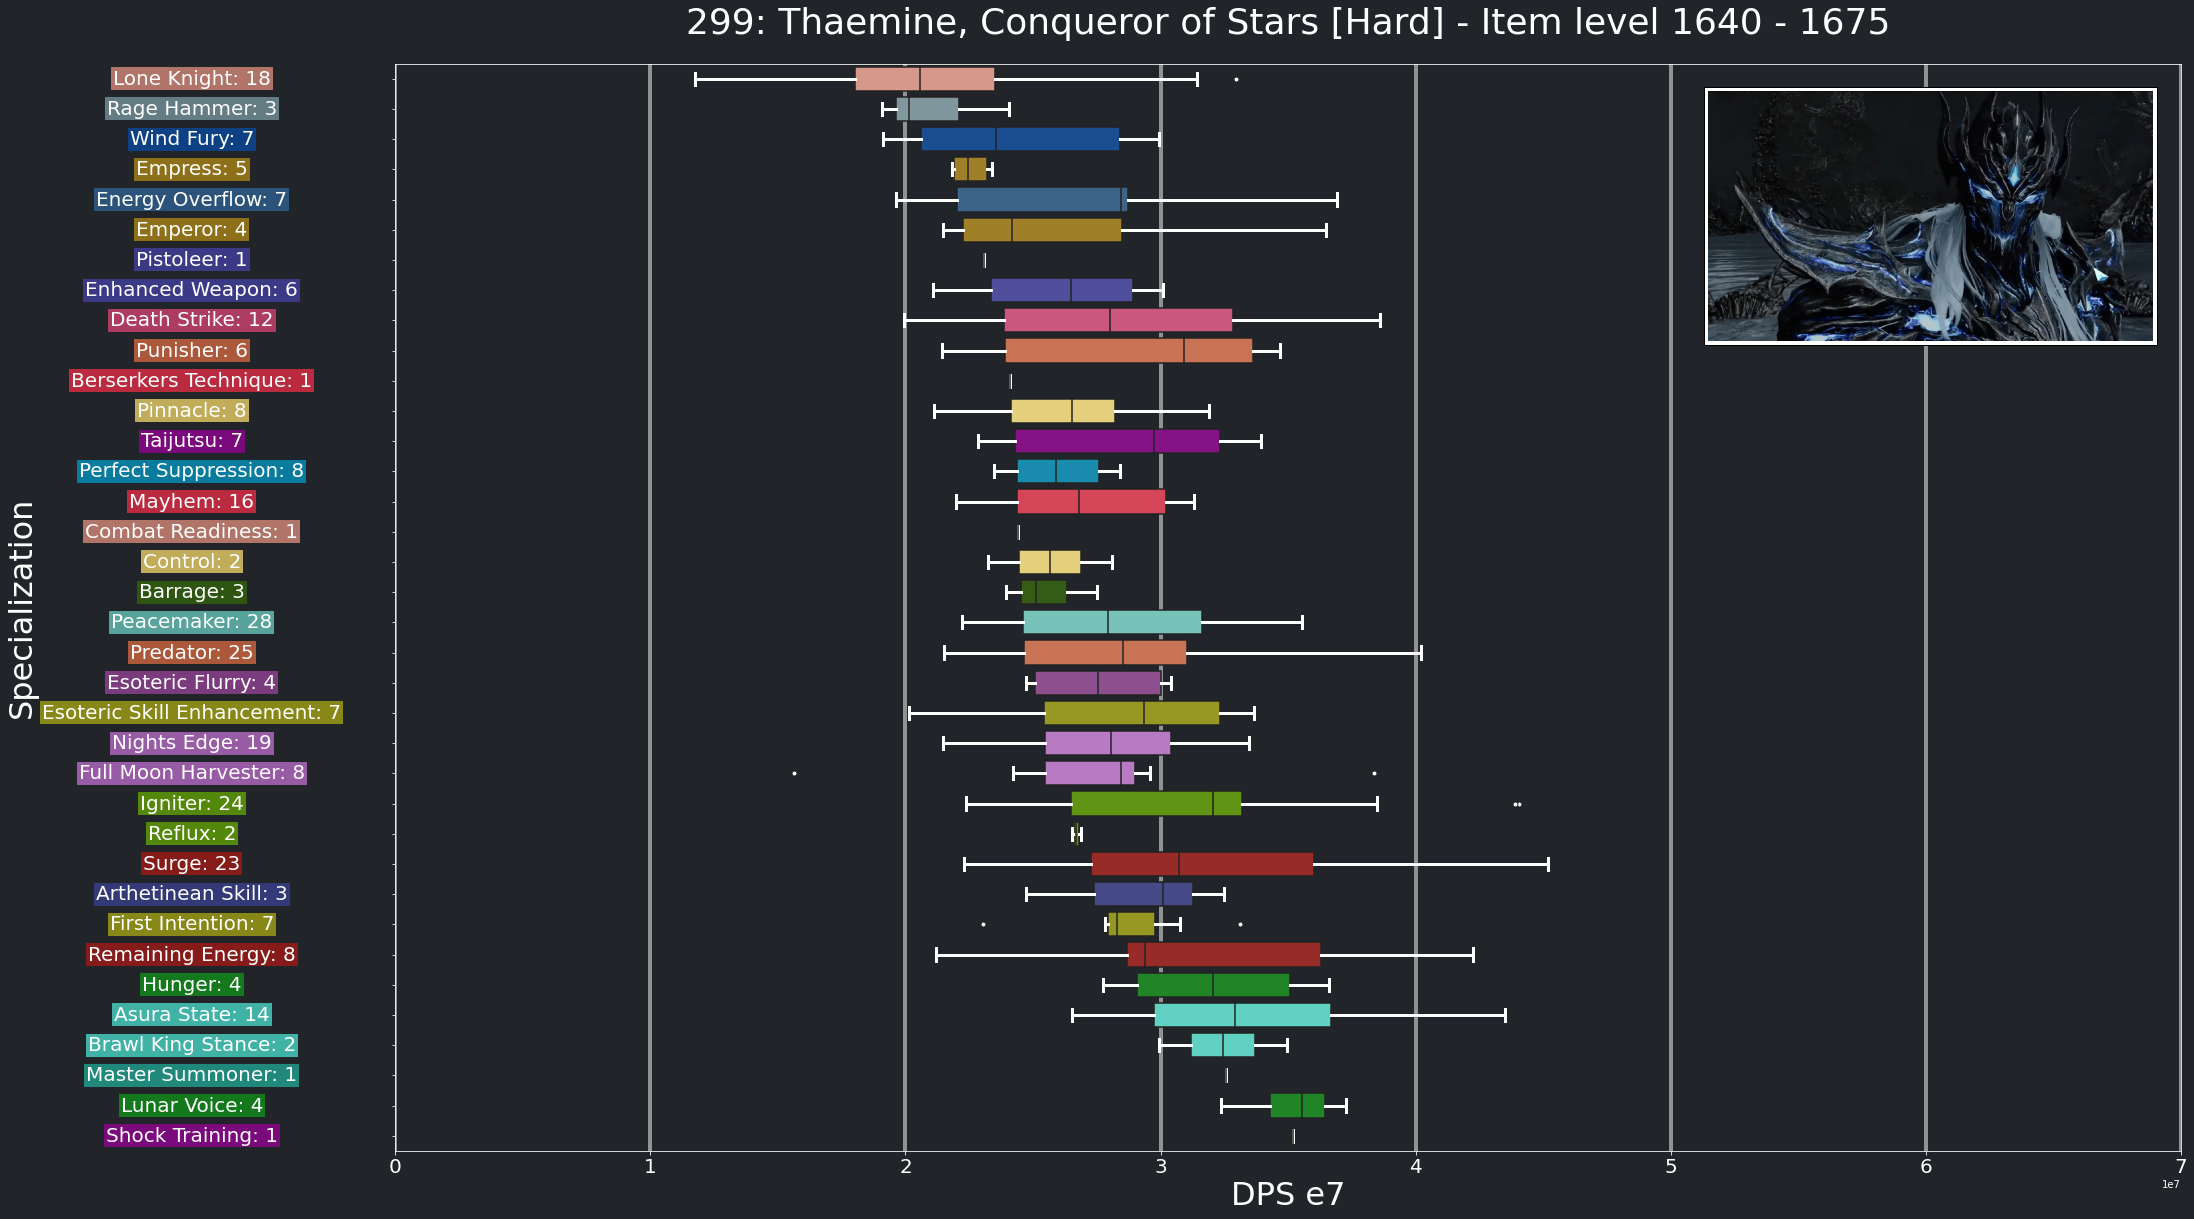 299: Thaemine, Conqueror of Stars [Hard] - Item level 1640 - 1675
Specialization
Lone Knight: 18
Rage Hammer: 3
Wind Fury: 7
Empress: 5
Energy Overflow: 7
Emperor: 4
Pistoleer: 1
Enhanced Weapon: 6
Death Strike: 12
Punisher: 6
Berserkers Technique: 1
Pinnacle: 8
Taijutsu: 7
Perfect Suppression: 8
Mayhem: 16
Combat Readiness: 1
Control: 2
Barrage: 3
Peacemaker: 28
Predator: 25
Esoteric Flurry: 4
Esoteric Skill Enhancement: 7
Nights Edge: 19
Full Moon Harvester: 8
Igniter: 24
Reflux: 2
Surge: 23
Arthetinean Skill: 3
First Intention: 7
Remaining Energy: 8
Hunger: 4
Asura State: 14
Brawl King Stance: 2
Master Summoner: 1
Lunar Voice: 4
Shock Training: 1
0 1 2 3 4 5 6 7
1e7
DPS e7